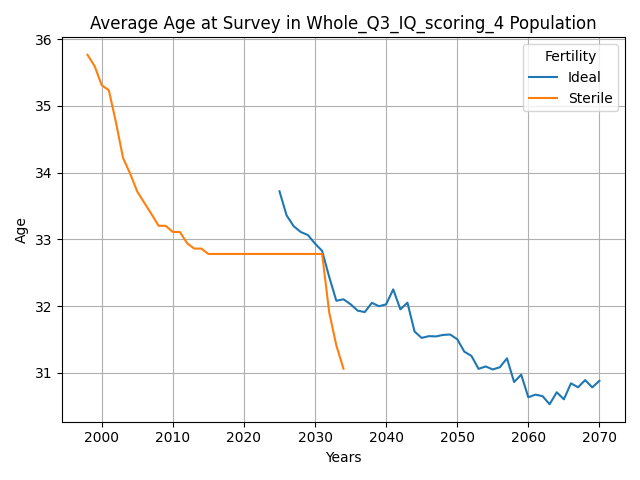 Average Age at Survey in Whole_Q3_IQ_scoring_4 Population
Fertility
Ideal
Sterile
Age
36
35
34
33
32
31
2000
2010
2020
2030
2040
2050
2060
2070
Years